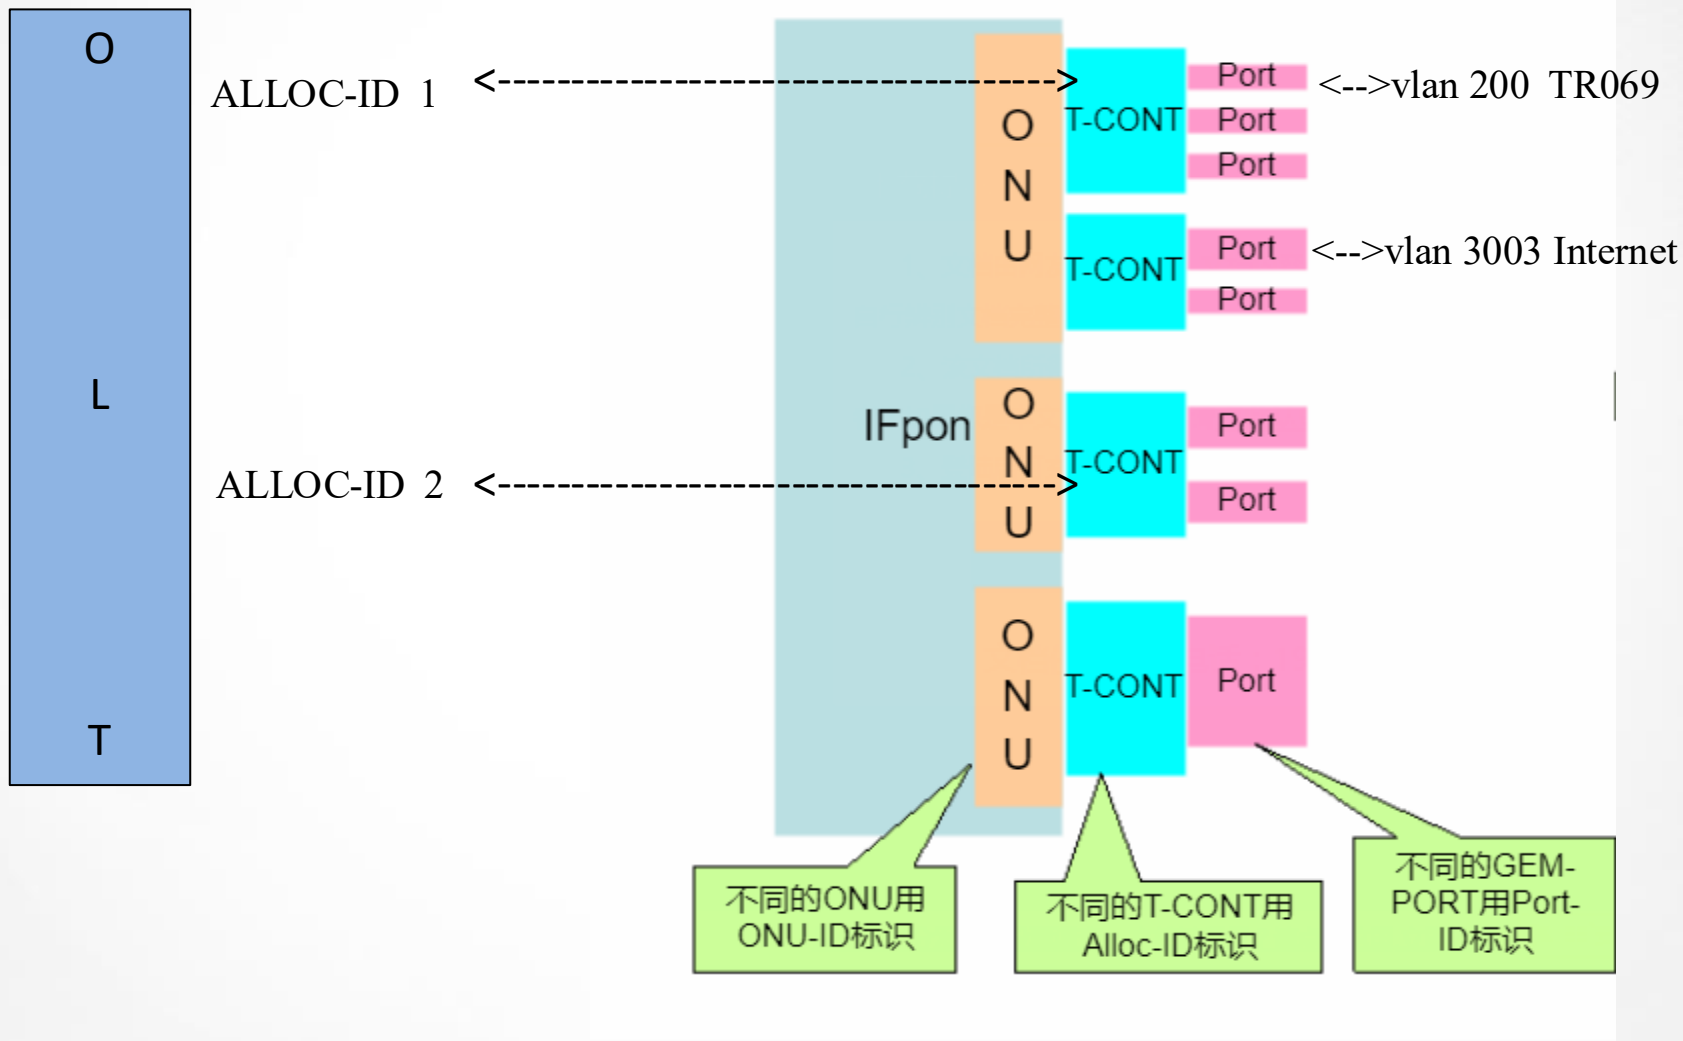 O
L
T
ALLOC-ID 1
ALLOC-ID 2
IFpon
O
N
U
T-CONT
Port
Port
Port
<-->vlan 200 TR069
T-CONT
Port
Port
<-->vlan 3003 Internet
O
N
U
T-CONT
Port
Port
O
N
U
T-CONT
Port
不同的ONU用
ONU-ID标识
不同的T-CONT用
Alloc-ID标识
不同的GEM-
PORT用Port-
ID标识